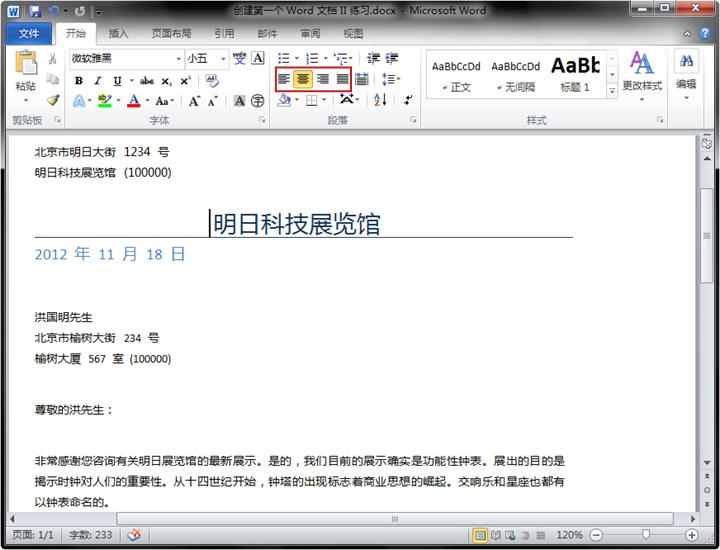 创建第一个 Word 文档 II 练习.docx - Microsoft Word
文件 开始 插入 页面布局 引用 邮件 审阅 视图
微软雅黑 小五
粘贴
B I U abc x₂ x²
AaBbCcDd AaBbCcDd AaBb
正文 无间隔 标题 1
更改样式 编辑
剪贴板 字体 段落 样式
北京市明日大街 1234 号
明日科技展览馆 (100000)
明日科技展览馆
2012 年 11 月 18 日
洪国明先生
北京市榆树大街 234 号
榆树大厦 567 室 (100000)
尊敬的洪先生：
非常感谢您咨询有关明日展览馆的最新展示。是的，我们目前的展示确实是功能性钟表。展出的目的是
揭示时钟对人们的重要性。从十四世纪开始，钟塔的出现标志着商业思想的崛起。交响乐和星座也都有
以钟表命名的。
页面: 1/1 字数: 233 120%